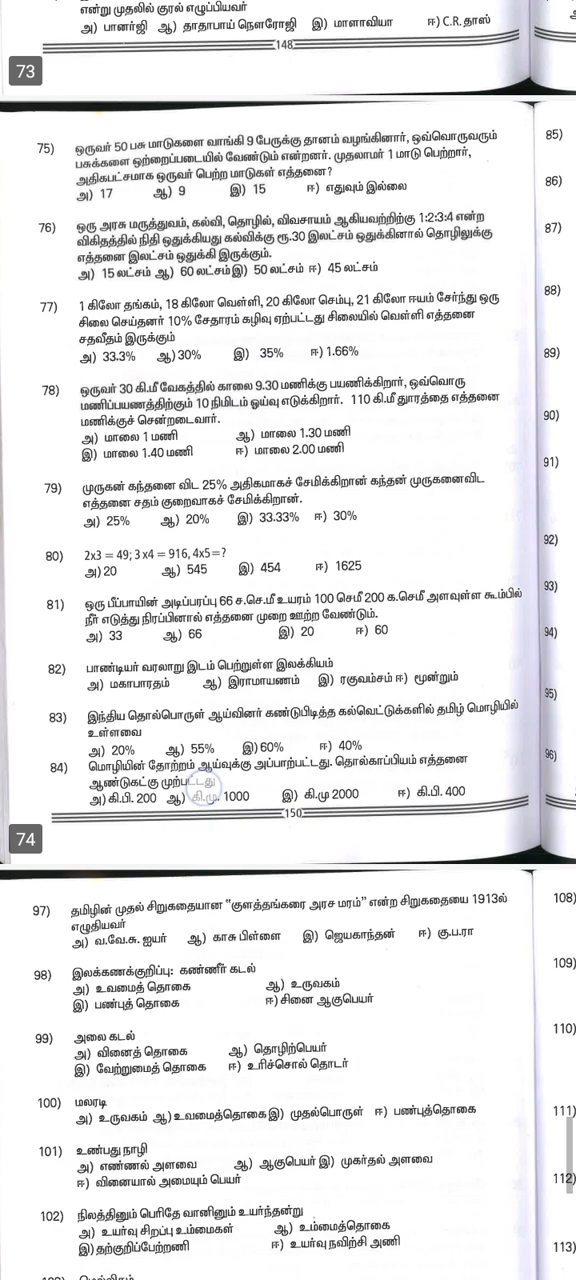 என்று முதலில் குரல் எழுப்பியவர்
அ) பானர்ஜி ஆ) தாதாபாய் நௌரோஜி இ) மாளாவியா ஈ) C.R. தாஸ்
148
73
75) ஒருவர் 50 பசு மாடுகளை வாங்கி 9 பேருக்கு தானம் வழங்கினார், ஒவ்வொருவரும்
பசுக்களை ஒற்றைப்படையில் வேண்டும் என்றனர். முதலாமர் 1 மாடு பெற்றார்,
அதிகபட்சமாக ஒருவர் பெற்ற மாடுகள் எத்தனை?
அ) 17 ஆ) 9 இ) 15 ஈ) எதுவும் இல்லை
76) ஒரு அரசு மருத்துவம், கல்வி, தொழில், விவசாயம் ஆகியவற்றிற்கு 1:2:3:4 என்ற
விகிதத்தில் நிதி ஒதுக்கியது கல்விக்கு ரூ.30 இலட்சம் ஒதுக்கினால் தொழிலுக்கு
எத்தனை இலட்சம் ஒதுக்கி இருக்கும்.
அ) 15 லட்சம் ஆ) 60 லட்சம் இ) 50 லட்சம் ஈ) 45 லட்சம்
77) 1 கிலோ தங்கம், 18 கிலோ வெள்ளி, 20 கிலோ செம்பு, 21 கிலோ ஈயம் சேர்ந்து ஒரு
சிலை செய்தனர் 10% சேதாரம் கழிவு ஏற்பட்டது சிலையில் வெள்ளி எத்தனை
சதவீதம் இருக்கும்
அ) 33.3% ஆ) 30% இ) 35% ஈ) 1.66%
78) ஒருவர் 30 கி.மீ வேகத்தில் காலை 9.30 மணிக்கு பயணிக்கிறார், ஒவ்வொரு
மணிப்பயணத்திற்கும் 10 நிமிடம் ஓய்வு எடுக்கிறார். 110 கி.மீ துாரத்தை எத்தனை
மணிக்குச் சென்றடைவார்.
அ) மாலை 1 மணி ஆ) மாலை 1.30 மணி
இ) மாலை 1.40 மணி ஈ) மாலை 2.00 மணி
79) முருகன் கந்தனை விட 25% அதிகமாகச் சேமிக்கிறான் கந்தன் முருகனைவிட
எத்தனை சதம் குறைவாகச் சேமிக்கிறான்.
அ) 25% ஆ) 20% இ) 33.33% ஈ) 30%
80) 2x3 = 49; 3 x4 = 916, 4x5 =?
அ) 20 ஆ) 545 இ) 454 ஈ) 1625
81) ஒரு பீப்பாயின் அடிப்பரப்பு 66 ச.செ.மீ உயரம் 100 செமீ 200 க.செமீ அளவுள்ள கூம்பில்
நீர் எடுத்து நிரப்பினால் எத்தனை முறை ஊற்ற வேண்டும்.
அ) 33 ஆ) 66 இ) 20 ஈ) 60
82) பாண்டியர் வரலாறு இடம் பெற்றுள்ள இலக்கியம்
அ) மகாபாரதம் ஆ) இராமாயணம் இ) ரகுவம்சம் ஈ) மூன்றும்
83) இந்திய தொல்பொருள் ஆய்வினர் கண்டுபிடித்த கல்வெட்டுக்களில் தமிழ் மொழியில்
உள்ளவை
அ) 20% ஆ) 55% இ) 60% ஈ) 40%
84) மொழியின் தோற்றம் ஆய்வுக்கு அப்பாற்பட்டது. தொல்காப்பியம் எத்தனை
ஆண்டுகட்கு முற்பட்டது
அ) கி.பி. 200 ஆ) கி.மு. 1000 இ) கி.மு 2000 ஈ) கி.பி. 400
150
74
85)
86)
87)
88)
89)
90)
91)
92)
93)
94)
95)
96)
97) தமிழின் முதல் சிறுகதையான "குளத்தங்கரை அரச மரம்" என்ற சிறுகதையை 1913ல்
எழுதியவர்
அ) வ.வே.சு. ஐயர் ஆ) காசு பிள்ளை இ) ஜெயகாந்தன் ஈ) கு.ப.ரா
98) இலக்கணக்குறிப்பு: கண்ணீர் கடல்
அ) உவமைத் தொகை ஆ) உருவகம்
இ) பண்புத் தொகை ஈ) சினை ஆகுபெயர்
99) அலை கடல்
அ) வினைத் தொகை ஆ) தொழிற்பெயர்
இ) வேற்றுமைத் தொகை ஈ) உரிச்சொல் தொடர்
100) மலரடி
அ) உருவகம் ஆ) உவமைத்தொகை இ) முதல்பொருள் ஈ) பண்புத்தொகை
101) உண்பது நாழி
அ) எண்ணல் அளவை ஆ) ஆகுபெயர் இ) முகர்தல் அளவை
ஈ) வினையால் அமையும் பெயர்
102) நிலத்தினும் பெரிதே வானினும் உயர்ந்தன்று
அ) உயர்வு சிறப்பு உம்மைகள் ஆ) உம்மைத்தொகை
இ) தற்குறிப்பேற்றணி ஈ) உயர்வு நவிற்சி அணி
108)
109)
110)
111)
112)
113)